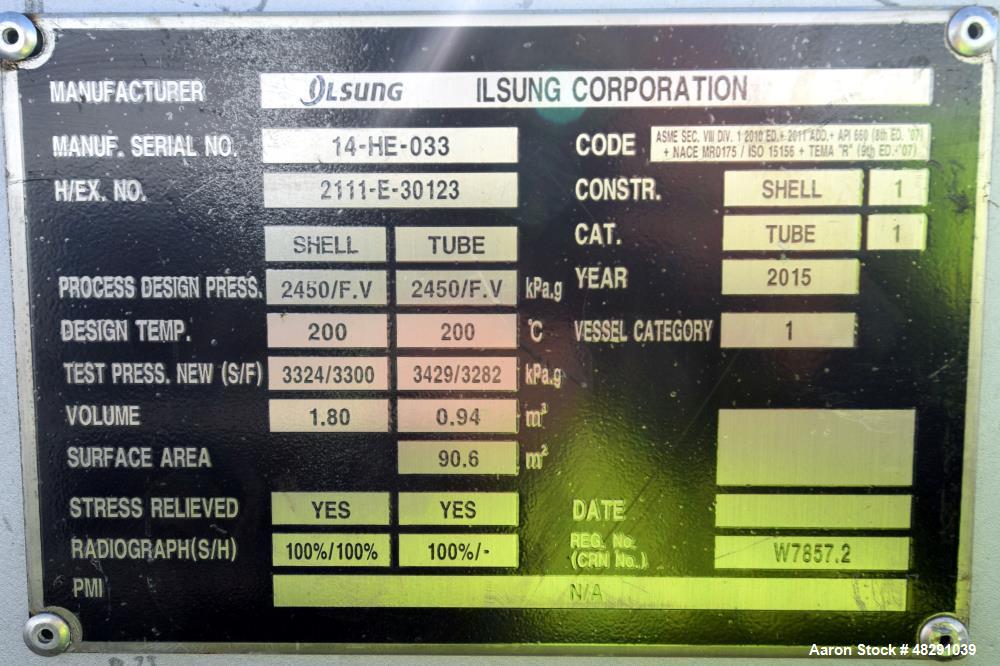 MANUFACTURER ILSUNG ILSUNG CORPORATION
MANUF. SERIAL NO. 14-HE-033
H/EX. NO. 2111-E-30123
CODE ASME SEC. VIII DIV. 1 2010 ED.+ 2011 ADD.+ API 660 (8th ED. '07)
+ NACE MR0175 / ISO 15156 + TEMA "R" (9th ED.-'07)
CONSTR. SHELL 1
CAT. TUBE 1
YEAR 2015
VESSEL CATEGORY 1
SHELL TUBE
PROCESS DESIGN PRESS. 2450/F.V 2450/F.V kPa.g
DESIGN TEMP. 200 200 °C
TEST PRESS. NEW (S/F) 3324/3300 3429/3282 kPa.g
VOLUME 1.80 0.94 m³
SURFACE AREA 90.6 m²
STRESS RELIEVED YES YES
RADIOGRAPH(S/H) 100%/100% 100%/-
DATE
REG. No.
(CRN No.) W7857.2
PMI N/A
Aaron Stock # 48291039